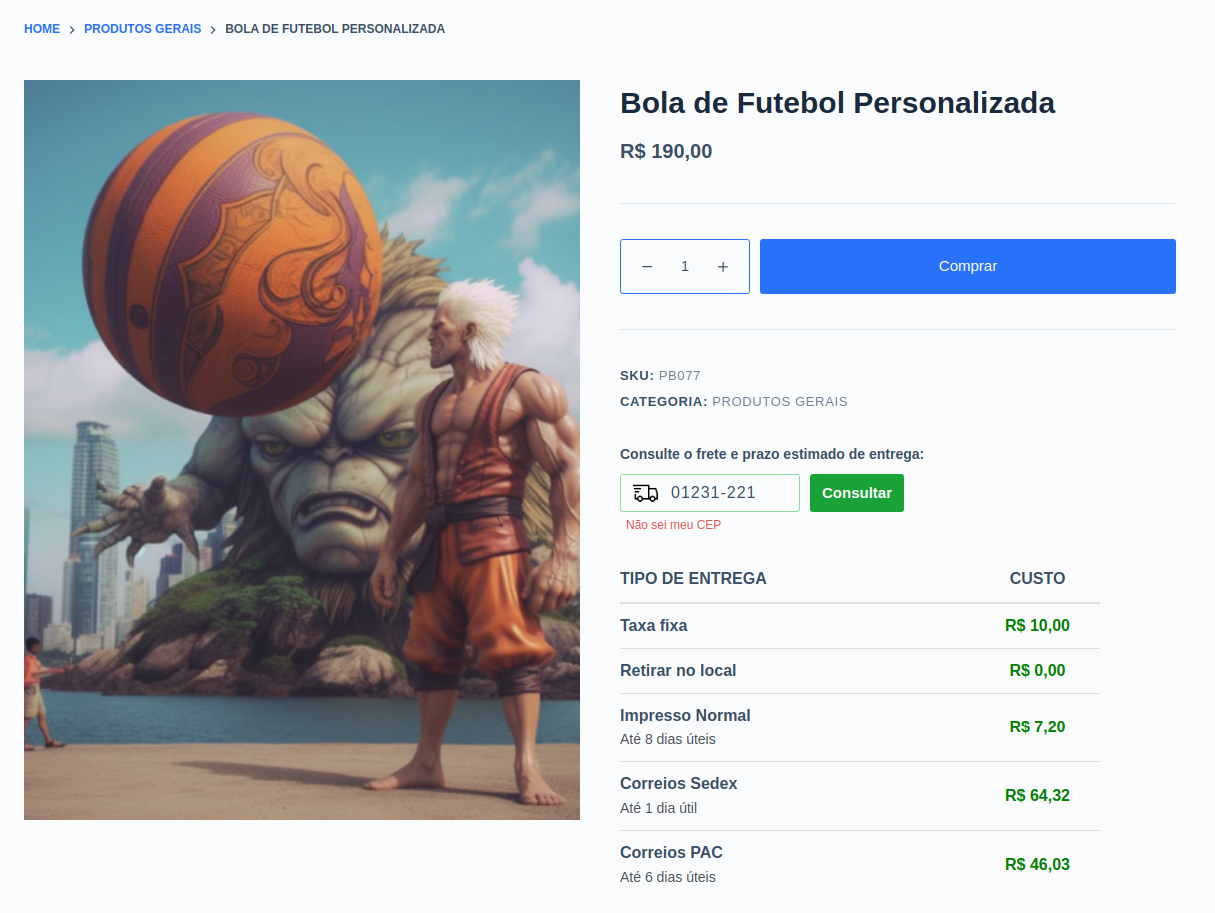 HOME > PRODUTOS GERAIS > BOLA DE FUTEBOL PERSONALIZADA
Bola de Futebol Personalizada
R$ 190,00
− 1 + Comprar
SKU: PB077
CATEGORIA: PRODUTOS GERAIS
Consulte o frete e prazo estimado de entrega:
01231-221 Consultar
Não sei meu CEP
TIPO DE ENTREGA CUSTO
Taxa fixa R$ 10,00
Retirar no local R$ 0,00
Impresso Normal
Até 8 dias úteis
R$ 7,20
Correios Sedex
Até 1 dia útil
R$ 64,32
Correios PAC
Até 6 dias úteis
R$ 46,03